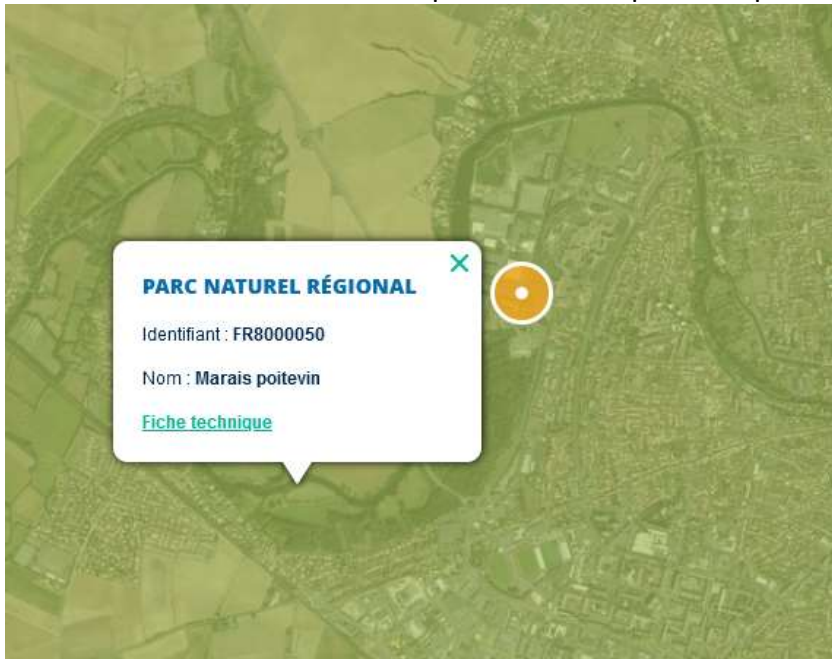 PARC NATUREL RÉGIONAL
Identifiant : FR8000050
Nom : Marais poitevin
Fiche technique